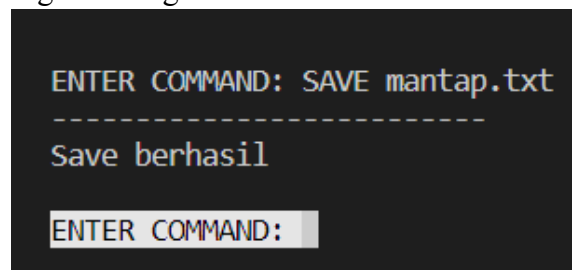 ENTER COMMAND: SAVE mantap.txt
--------------------------
Save berhasil
ENTER COMMAND: